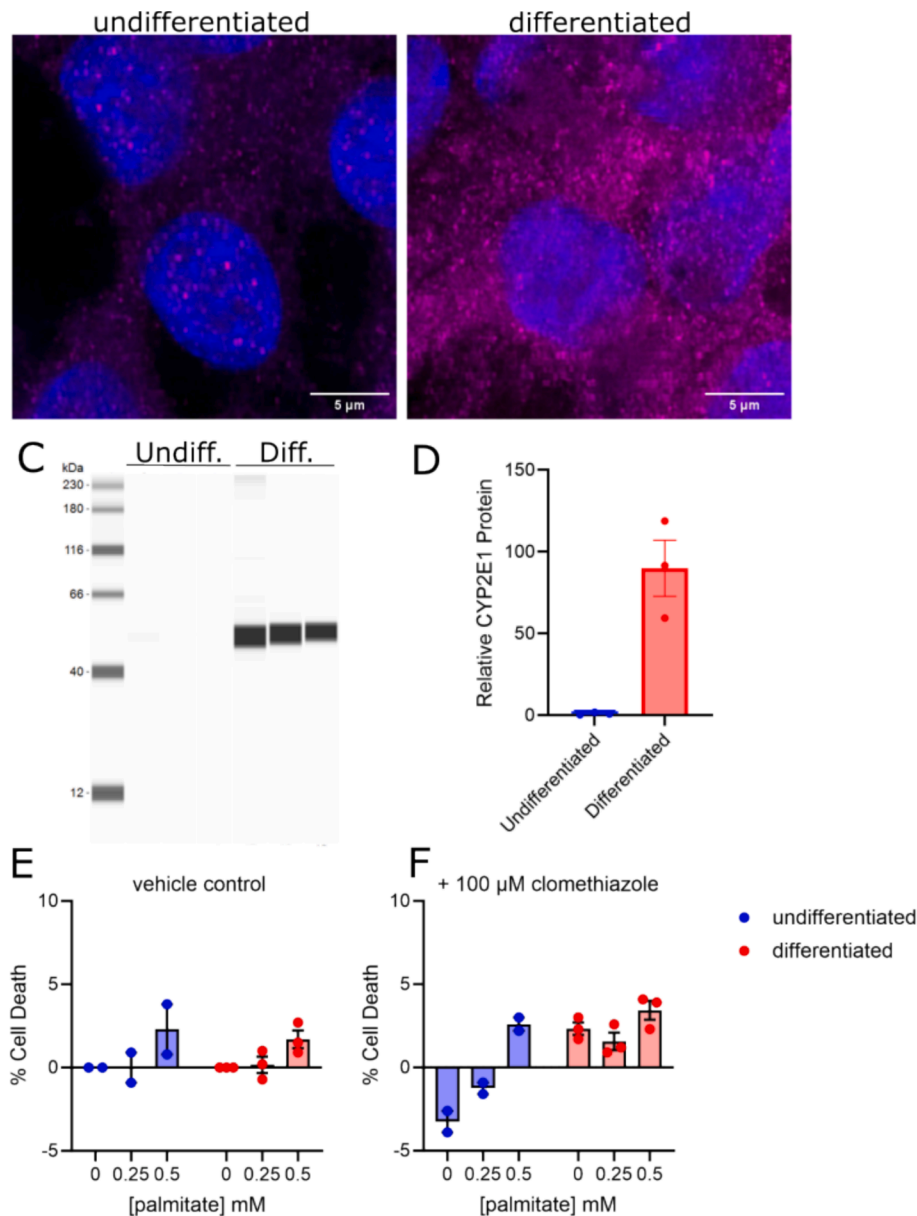 undifferentiated differentiated
5 µm 5 µm
C Undiff. Diff.
kDa
230 -
180 -
116 -
66 -
40 -
12 -
D
150
100
50
0
Relative CYP2E1 Protein
Undifferentiated
Differentiated
E
vehicle control
10
5
0
-5
% Cell Death
0 0.25 0.5 0 0.25 0.5
[palmitate] mM
F
+ 100 µM clomethiazole
10
5
0
-5
% Cell Death
0 0.25 0.5 0 0.25 0.5
[palmitate] mM
undifferentiated
differentiated